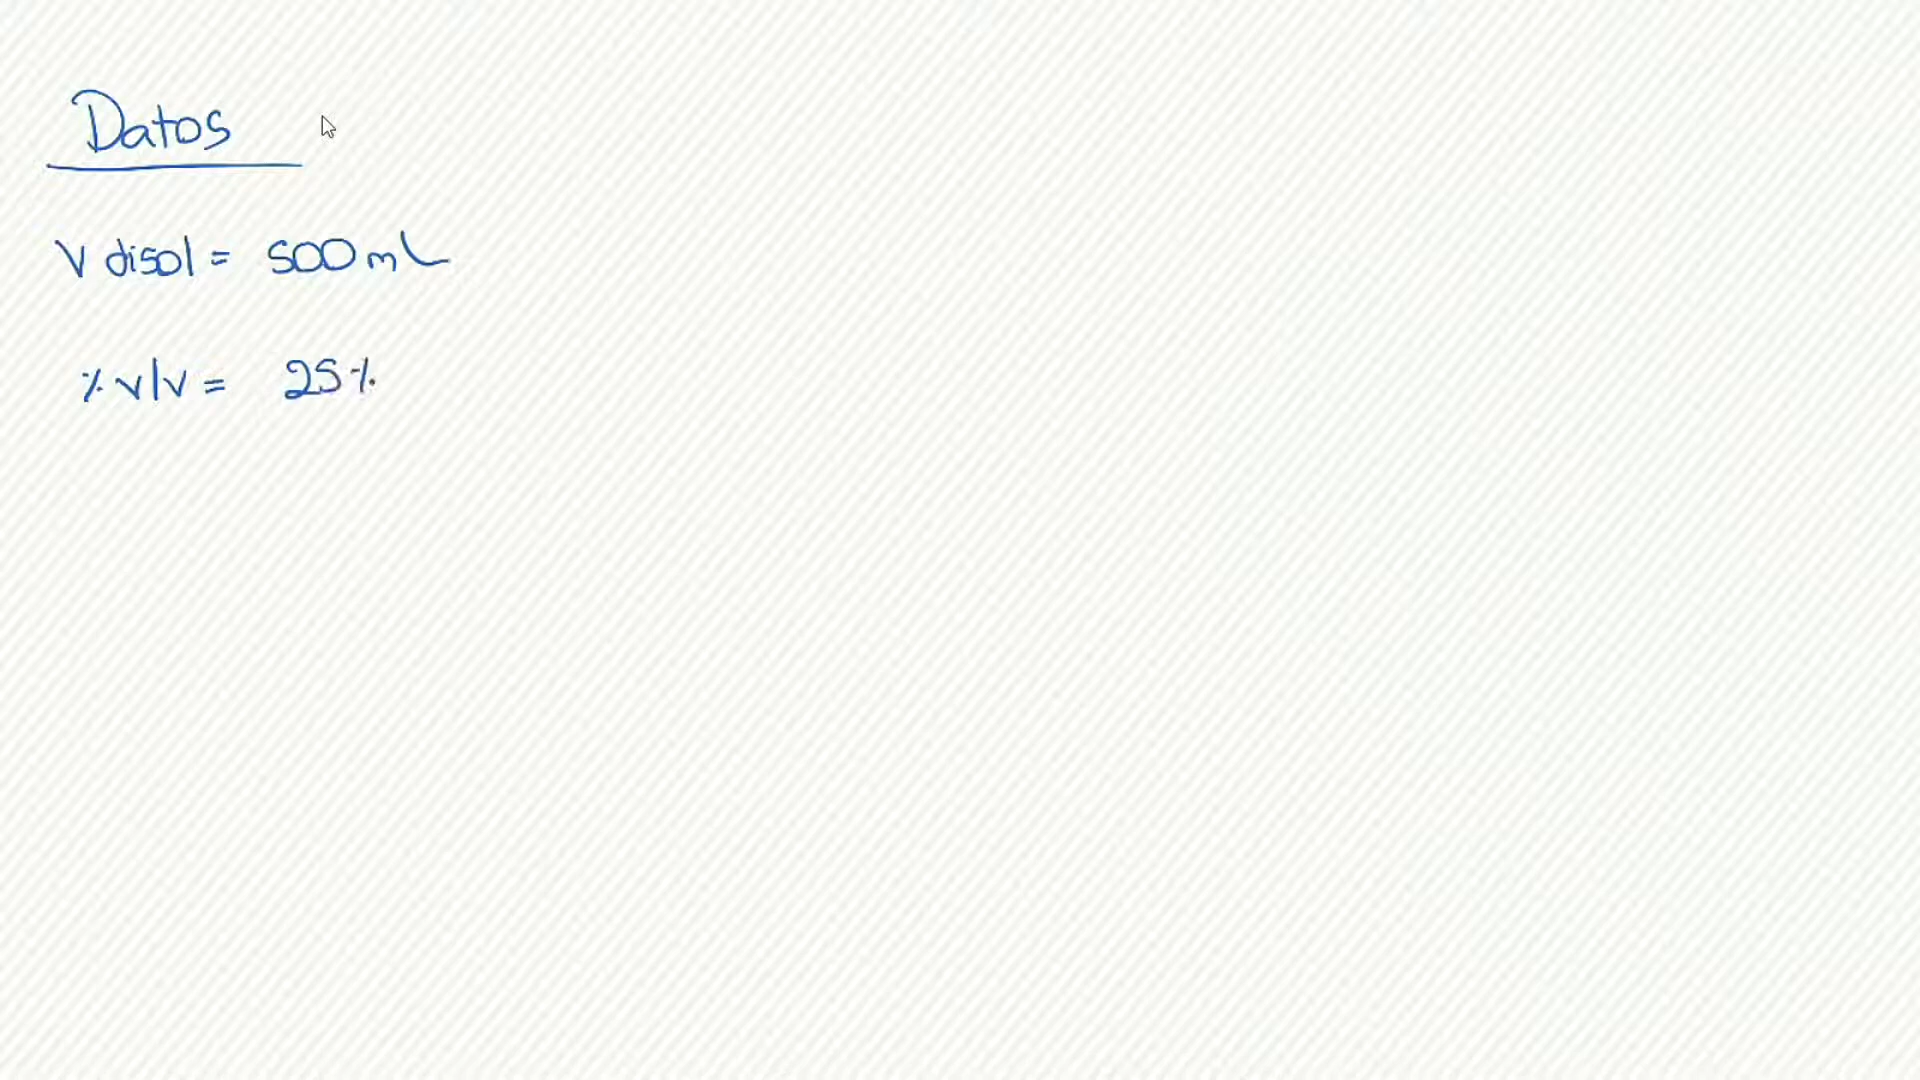 Datos
V disol = 500 mL
% v/v = 25 %